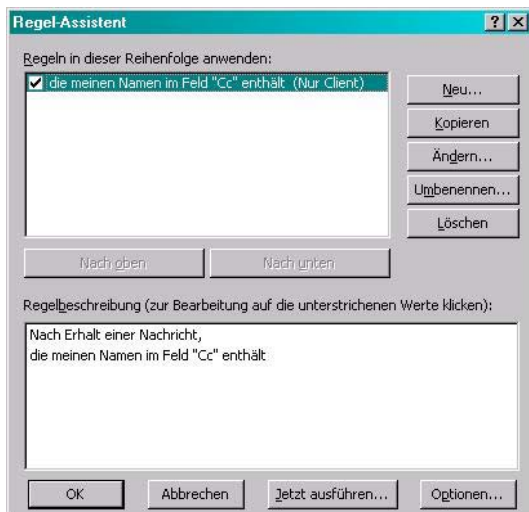 Regel-Assistent
Regeln in dieser Reihenfolge anwenden:
die meinen Namen im Feld "Cc" enthält (Nur Client)
Neu...
Kopieren
Ändern...
Umbenennen...
Löschen
Nach oben
Nach unten
Regelbeschreibung (zur Bearbeitung auf die unterstrichenen Werte klicken):
Nach Erhalt einer Nachricht,
die meinen Namen im Feld "Cc" enthält
OK
Abbrechen
Jetzt ausführen...
Optionen...